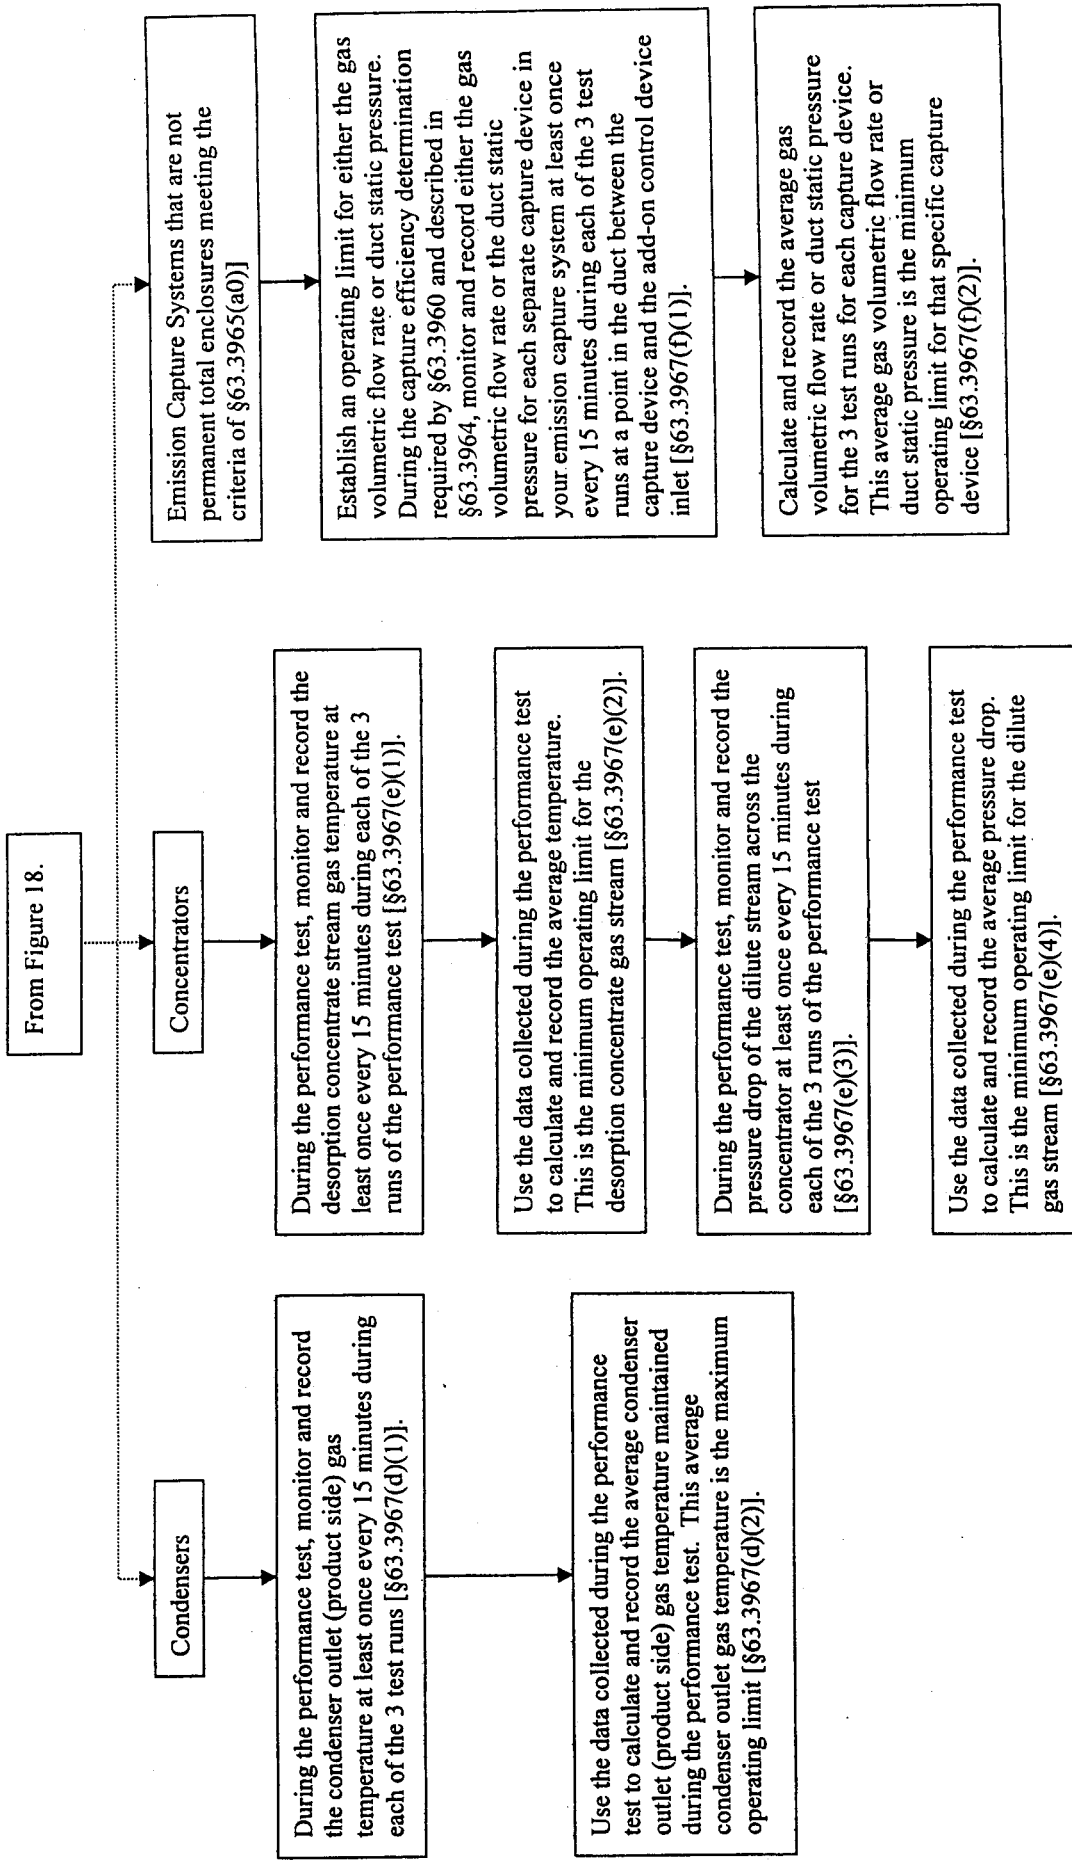 From Figure 18.
Condensers
During the performance test, monitor and record
the condenser outlet (product side) gas
temperature at least once every 15 minutes during
each of the 3 test runs [§63.3967(d)(1)].
Use the data collected during the performance
test to calculate and record the average condenser
outlet (product side) gas temperature maintained
during the performance test. This average
condenser outlet gas temperature is the maximum
operating limit [§63.3967(d)(2)].
Concentrators
During the performance test, monitor and record the
desorption concentrate stream gas temperature at
least once every 15 minutes during each of the 3
runs of the performance test [§63.3967(e)(1)].
Use the data collected during the performance test
to calculate and record the average temperature.
This is the minimum operating limit for the
desorption concentrate gas stream [§63.3967(e)(2)].
During the performance test, monitor and record the
pressure drop of the dilute stream across the
concentrator at least once every 15 minutes during
each of the 3 runs of the performance test
[§63.3967(e)(3)].
Use the data collected during the performance test
to calculate and record the average pressure drop.
This is the minimum operating limit for the dilute
gas stream [§63.3967(e)(4)].
Emission Capture Systems that are not
permanent total enclosures meeting the
criteria of §63.3965(a0)]
Establish an operating limit for either the gas
volumetric flow rate or duct static pressure.
During the capture efficiency determination
required by §63.3960 and described in
§63.3964, monitor and record either the gas
volumetric flow rate or the duct static
pressure for each separate capture device in
your emission capture system at least once
every 15 minutes during each of the 3 test
runs at a point in the duct between the
capture device and the add-on control device
inlet [§63.3967(f)(1)].
Calculate and record the average gas
volumetric flow rate or duct static pressure
for the 3 test runs for each capture device.
This average gas volumetric flow rate or
duct static pressure is the minimum
operating limit for that specific capture
device [§63.3967(f)(2)].